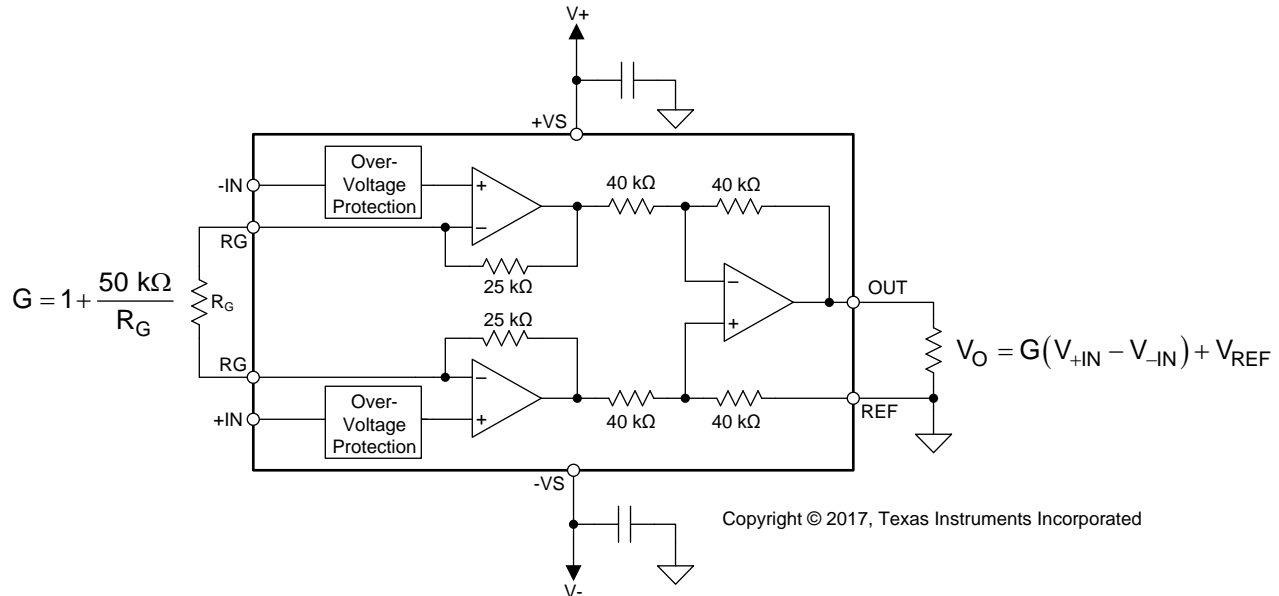 V+
+VS
Over-
Voltage
Protection
-IN
+
−
40 kΩ
40 kΩ
RG
25 kΩ
G = 1 + 50 kΩ / R_G
R_G
−
+
OUT
V_O = G(V_+IN − V_−IN) + V_REF
25 kΩ
RG
−
+
+IN
Over-
Voltage
Protection
40 kΩ
40 kΩ
REF
-VS
Copyright © 2017, Texas Instruments Incorporated
V-